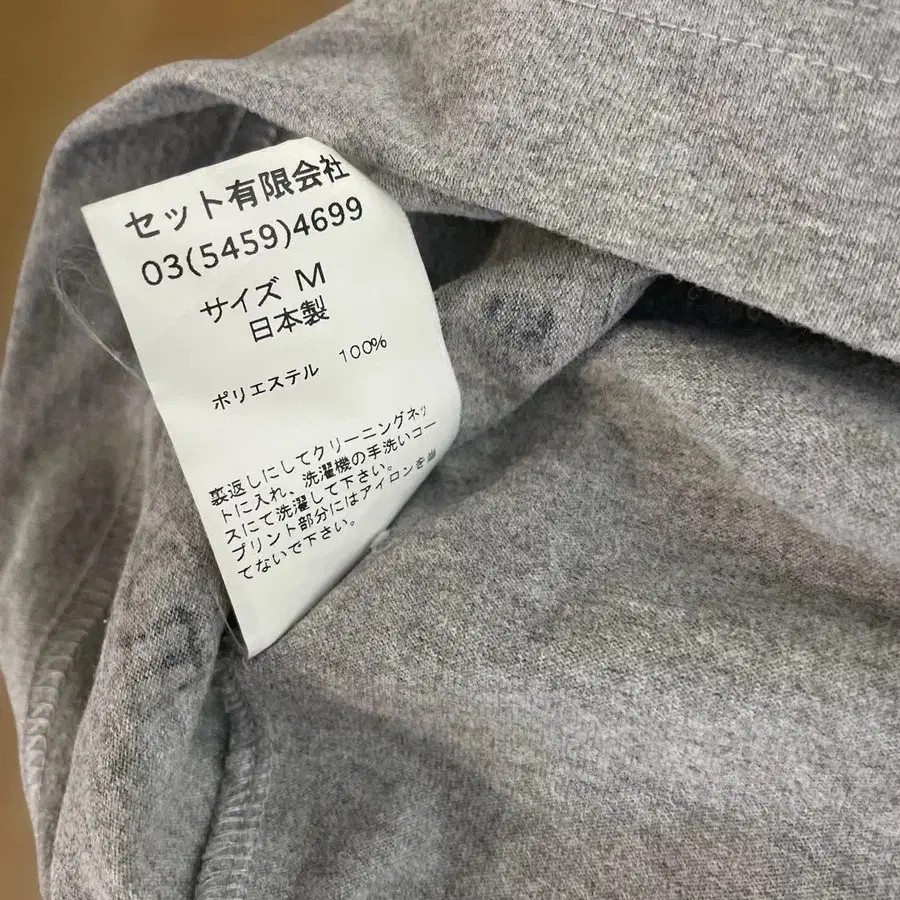 セット有限会社
03(5459)4699
サイズ M
日本製
ポリエステル 100%
裏返しにしてクリーニングネッ
トに入れ、洗濯機の手洗いコー
スにて洗濯して下さい。
プリント部分にはアイロンを当
てないで下さい。